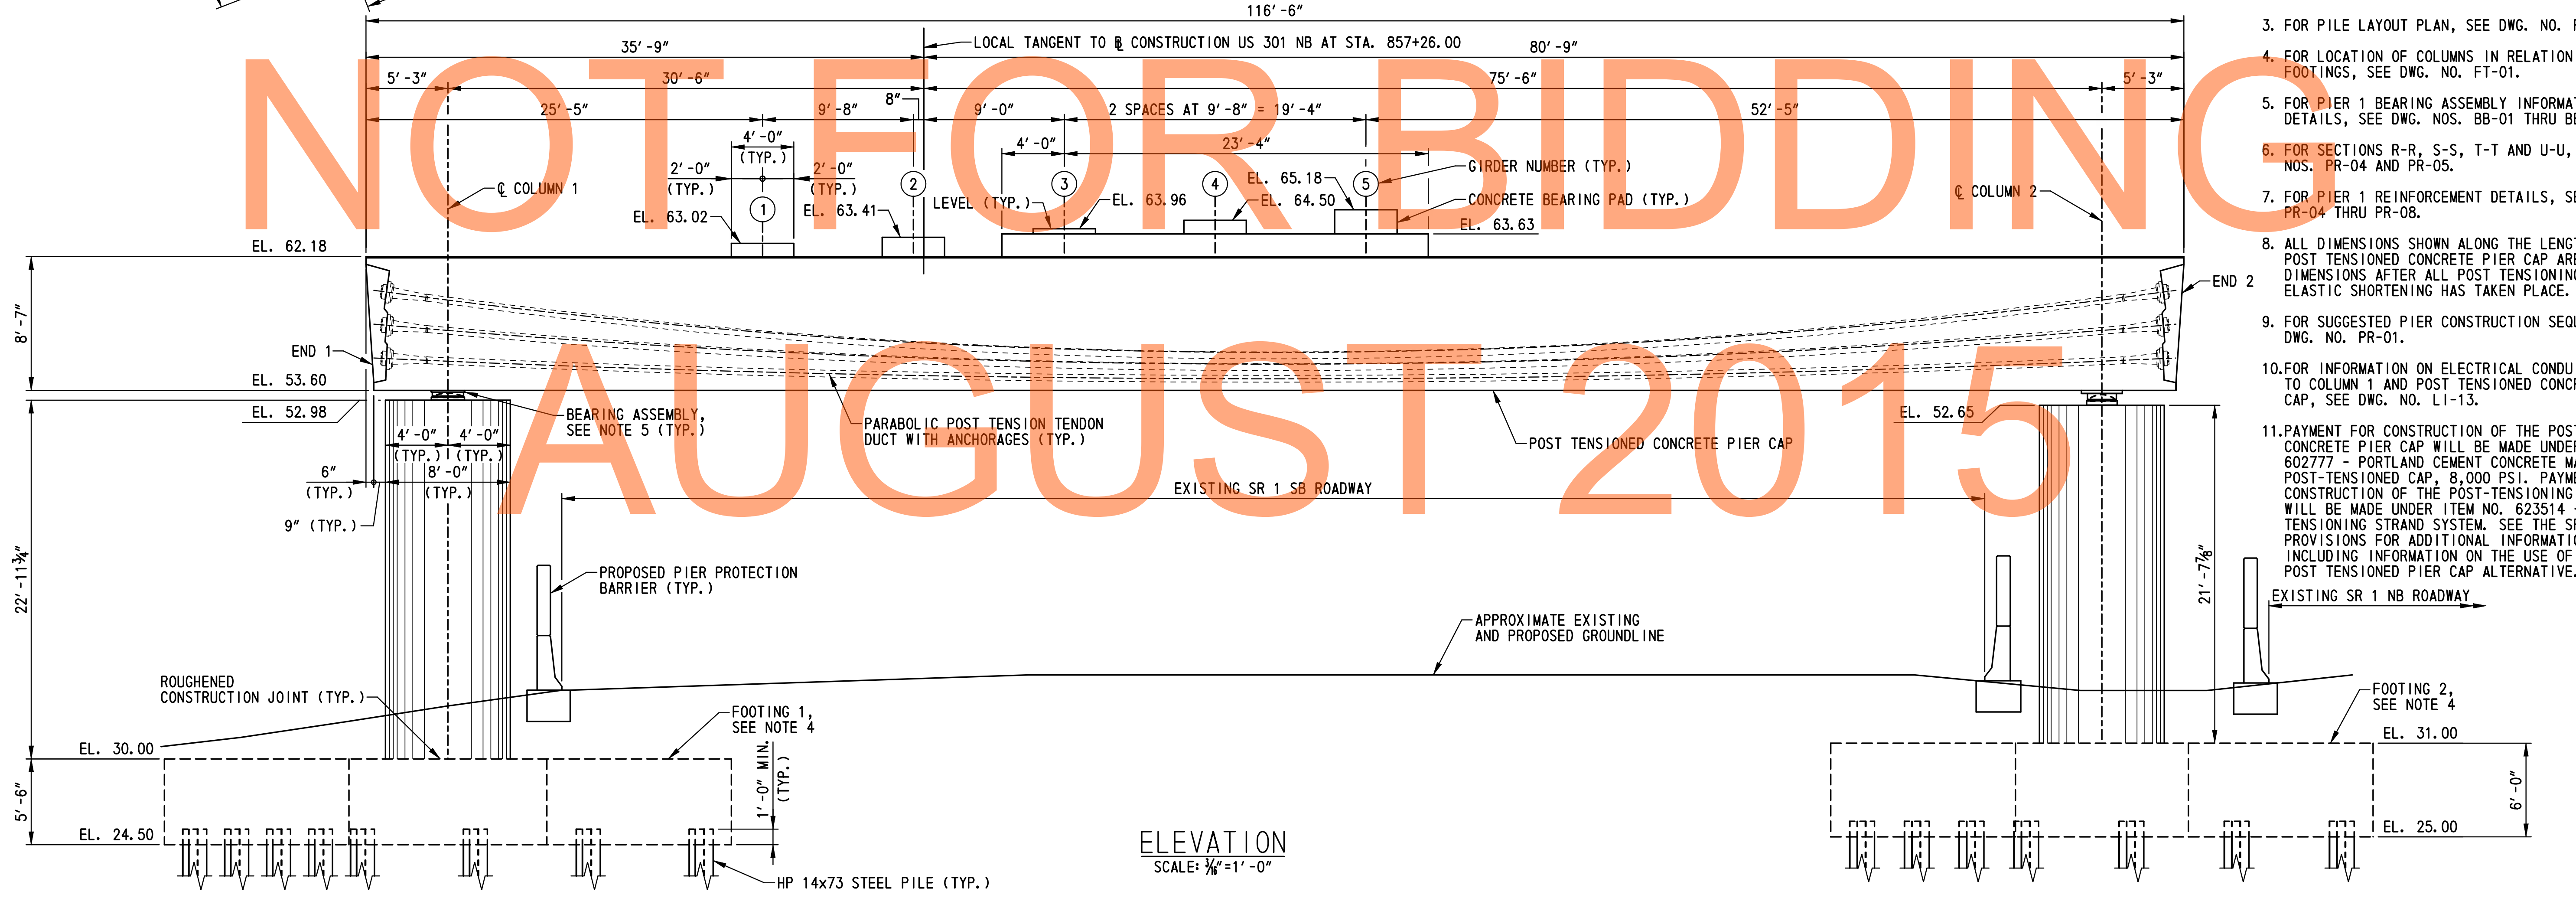 116'-6"
35'-9"
LOCAL TANGENT TO ℄ CONSTRUCTION US 301 NB AT STA. 857+26.00
80'-9"
5'-3"
30'-6"
75'-6"
5'-3"
25'-5"
9'-8"
8"
9'-0"
2 SPACES AT 9'-8" = 19'-4"
52'-5"
4'-0"
(TYP.)
2'-0"
(TYP.)
2'-0"
(TYP.)
4'-0"
23'-4"
℄ COLUMN 1
1
2
3
4
5
GIRDER NUMBER (TYP.)
CONCRETE BEARING PAD (TYP.)
℄ COLUMN 2
EL. 63.02
EL. 63.41
LEVEL (TYP.)
EL. 63.96
EL. 64.50
EL. 65.18
EL. 63.63
EL. 62.18
8'-7"
END 1
END 2
EL. 53.60
EL. 52.98
BEARING ASSEMBLY,
SEE NOTE 5 (TYP.)
PARABOLIC POST TENSION TENDON
DUCT WITH ANCHORAGES (TYP.)
POST TENSIONED CONCRETE PIER CAP
EL. 52.65
4'-0"
(TYP.)
4'-0"
(TYP.)
8'-0"
(TYP.)
6"
(TYP.)
9" (TYP.)
EXISTING SR 1 SB ROADWAY
22'-11¾"
21'-7⅞"
PROPOSED PIER PROTECTION
BARRIER (TYP.)
APPROXIMATE EXISTING
AND PROPOSED GROUNDLINE
EXISTING SR 1 NB ROADWAY
ROUGHENED
CONSTRUCTION JOINT (TYP.)
FOOTING 1,
SEE NOTE 4
FOOTING 2,
SEE NOTE 4
EL. 30.00
EL. 31.00
5'-6"
1'-0" MIN.
(TYP.)
6'-0"
EL. 24.50
EL. 25.00
HP 14x73 STEEL PILE (TYP.)
ELEVATION
SCALE: 3/16"=1'-0"
3. FOR PILE LAYOUT PLAN, SEE DWG. NO.
4. FOR LOCATION OF COLUMNS IN RELATION
FOOTINGS, SEE DWG. NO. FT-01.
5. FOR PIER 1 BEARING ASSEMBLY
DETAILS, SEE DWG. NOS. BB-01 THRU
6. FOR SECTIONS R-R, S-S, T-T AND U-U,
NOS. PR-04 AND PR-05.
7. FOR PIER 1 REINFORCEMENT DETAILS,
PR-04 THRU PR-08.
8. ALL DIMENSIONS SHOWN ALONG THE
POST TENSIONED CONCRETE PIER CAP
DIMENSIONS AFTER ALL POST
ELASTIC SHORTENING HAS TAKEN PLACE.
9. FOR SUGGESTED PIER CONSTRUCTION
DWG. NO. PR-01.
10.FOR INFORMATION ON ELECTRICAL
TO COLUMN 1 AND POST TENSIONED
CAP, SEE DWG. NO. LI-13.
11.PAYMENT FOR CONSTRUCTION OF THE
CONCRETE PIER CAP WILL BE MADE UNDER
602777 - PORTLAND CEMENT CONCRETE
POST-TENSIONED CAP, 8,000 PSI.
CONSTRUCTION OF THE POST-TENSIONING
WILL BE MADE UNDER ITEM NO. 623514 -
TENSIONING STRAND SYSTEM. SEE THE
PROVISIONS FOR ADDITIONAL
INCLUDING INFORMATION ON THE USE OF
POST TENSIONED PIER CAP ALTERNATIVE.
NOT FOR BIDDING
AUGUST 2015